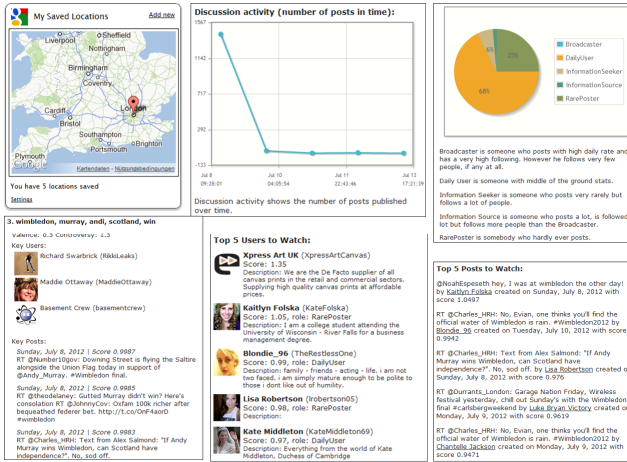 My Saved Locations
Add new
Liverpool
Sheffield
Nottingham
Birmingham
Coventry
Cardiff
Bristol
London
Southampton
Portsmouth
Brighton
Plymouth
Google
Kartendaten - Nutzungsbedingungen
You have 5 locations saved
Settings
Discussion activity (number of posts in time):
1567
1142
717
292
-133
Jul 8
09:28:01
Jul 10
04:05:54
Jul 11
22:43:46
Jul 13
17:21:39
Discussion activity shows the number of posts published
over time.
6%
25%
68%
Broadcaster
DailyUser
InformationSeeker
InformationSource
RarePoster
Broadcaster is someone who posts with high daily rate and
has a very high following. However he follows very few
people, if any at all.
Daily User is someone with middle of the ground stats.
Information Seeker is someone who posts very rarely but
follows a lot of people.
Information Source is someone who posts a lot, is followed
lot but follows more people than the Broadcaster.
RarePoster is somebody who hardly ever posts.
3. wimbledon, murray, andi, scotland, win
Valence: 0.5 Controversy: 1.5
Key Users:
Richard Swarbrick (RikkiLeaks)
Maddie Ottaway (MaddieOttaway)
Basement Crew (basementcrew)
Key Posts:
Sunday, July 8, 2012 | Score 0.9987
RT @Number10gov: Downing Street is flying the Saltire
alongside the Union Flag today in support of
@Andy_Murray. #Wimbledon final.
Sunday, July 8, 2012 | Score 0.9985
RT @theodelaney: Gutted Murray didn't win? Here's
consolation RT @JohnnyCov: Oxfam 100k richer after
bequeathed federer bet. http://t.co/OnF4aorD
#wimbledon
Sunday, July 8, 2012 | Score 0.9983
RT @Charles_HRH: Text from Alex Salmond: "If Andy
Murray wins Wimbledon, can Scotland have
independence?". No, sod off.
Top 5 Users to Watch:
Xpress Art UK (XpressArtCanvas)
Score: 1.35
Description: We are the De Facto supplier of all
canvas prints in the retail and commercial sectors.
Supplying high quality canvas prints at affordable
prices.
Kaitlyn Folska (KateFolska)
Score: 1.05, role: RarePoster
Description: I am a college student attending the
University of Wisconsin - River Falls for a business
management degree.
Blondie_96 (TheRestlessOne)
Score: 0.99, role: DailyUser
Description: family - friends - acting - life. i am not
two faced. i am simply mature enough to be polite to
those i dont like out of humility.
Lisa Robertson (lrobertson05)
Score: 0.98, role: RarePoster
Description:
Kate Middleton (KateMiddleton69)
Score: 0.97, role: DailyUser
Description: Everything from the world of Kate
Middleton, Duchess of Cambridge
Top 5 Posts to Watch:
@NoahEspeseth hey, I was at wimbledon the other day!
by Kaitlyn Folska created on Sunday, July 8, 2012 with
score 1.0497
RT @Charles_HRH: No, Evian, one thinks you'll find the
official water of Wimbledon is rain. #Wimbledon2012 by
Blondie_96 created on Tuesday, July 10, 2012 with score
0.9942
RT @Charles_HRH: Text from Alex Salmond: "If Andy
Murray wins Wimbledon, can Scotland have
independence?". No, sod off. by Lisa Robertson created o
Sunday, July 8, 2012 with score 0.976
RT @Durrants_London: Garage Nation Friday, Wireless
Festival yesterday, chill out Sunday's with the Wimbledon
final #carlsbergweekend by Luke Bryan Victory created o
Monday, July 9, 2012 with score 0.9619
RT @Charles_HRH: No, Evian, one thinks you'll find the
official water of Wimbledon is rain. #Wimbledon2012 by
Chantelle Jackson created on Monday, July 9, 2012 with
score 0.9471